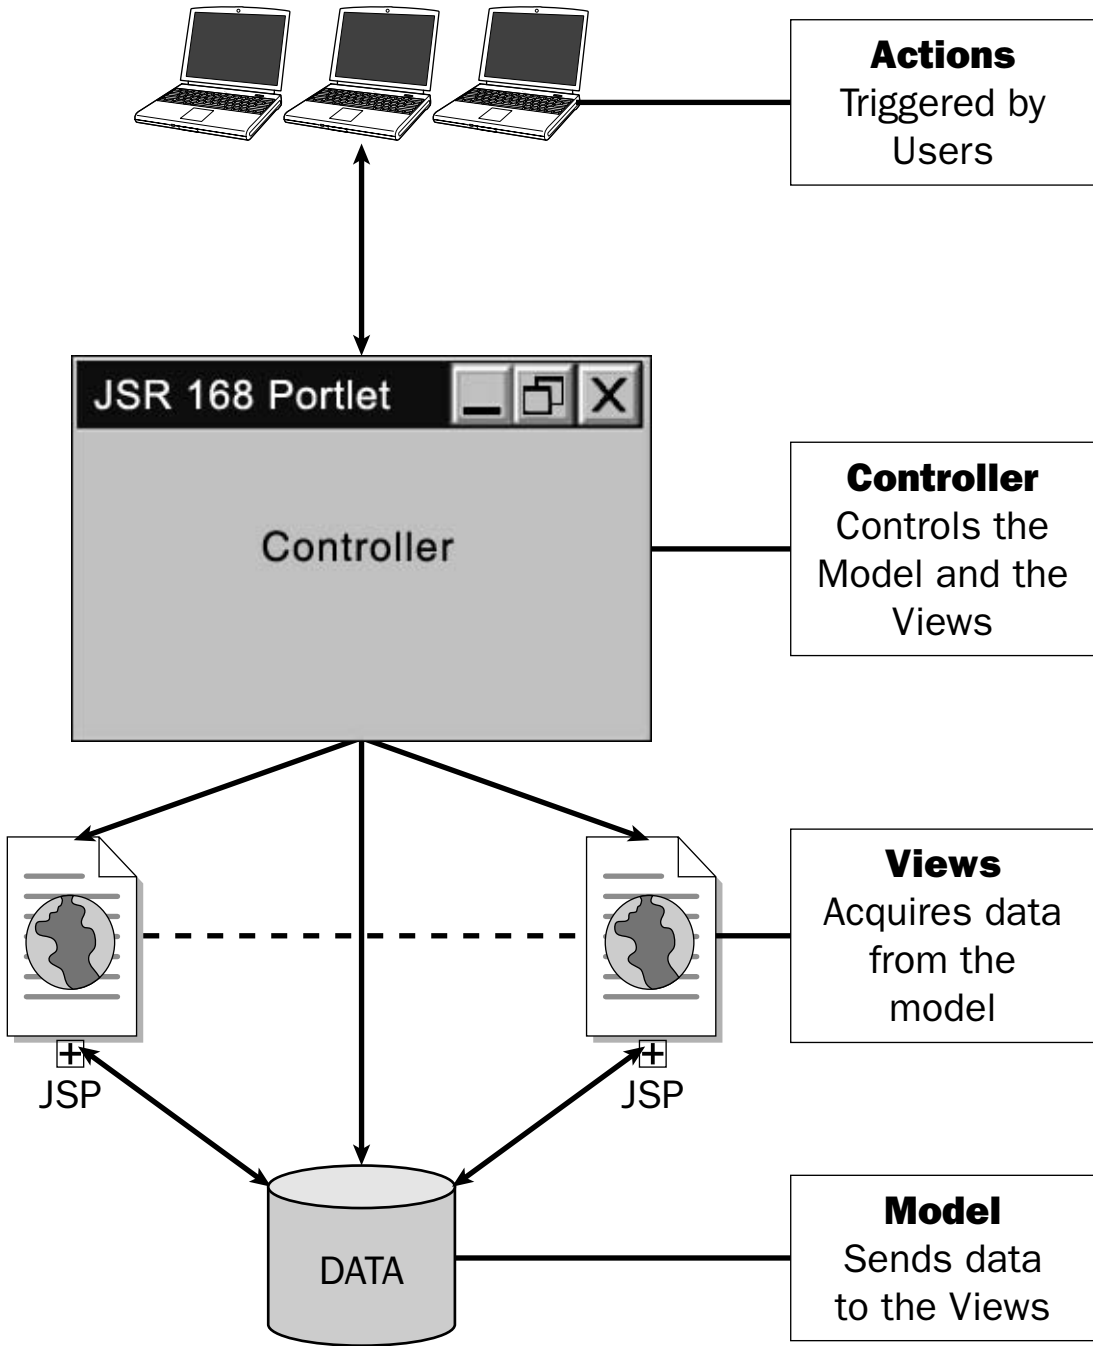 Actions
Triggered by
Users
JSR 168 Portlet
Controller
Controller
Controls the
Model and the
Views
Views
Acquires data
from the
model
JSP
JSP
DATA
Model
Sends data
to the Views